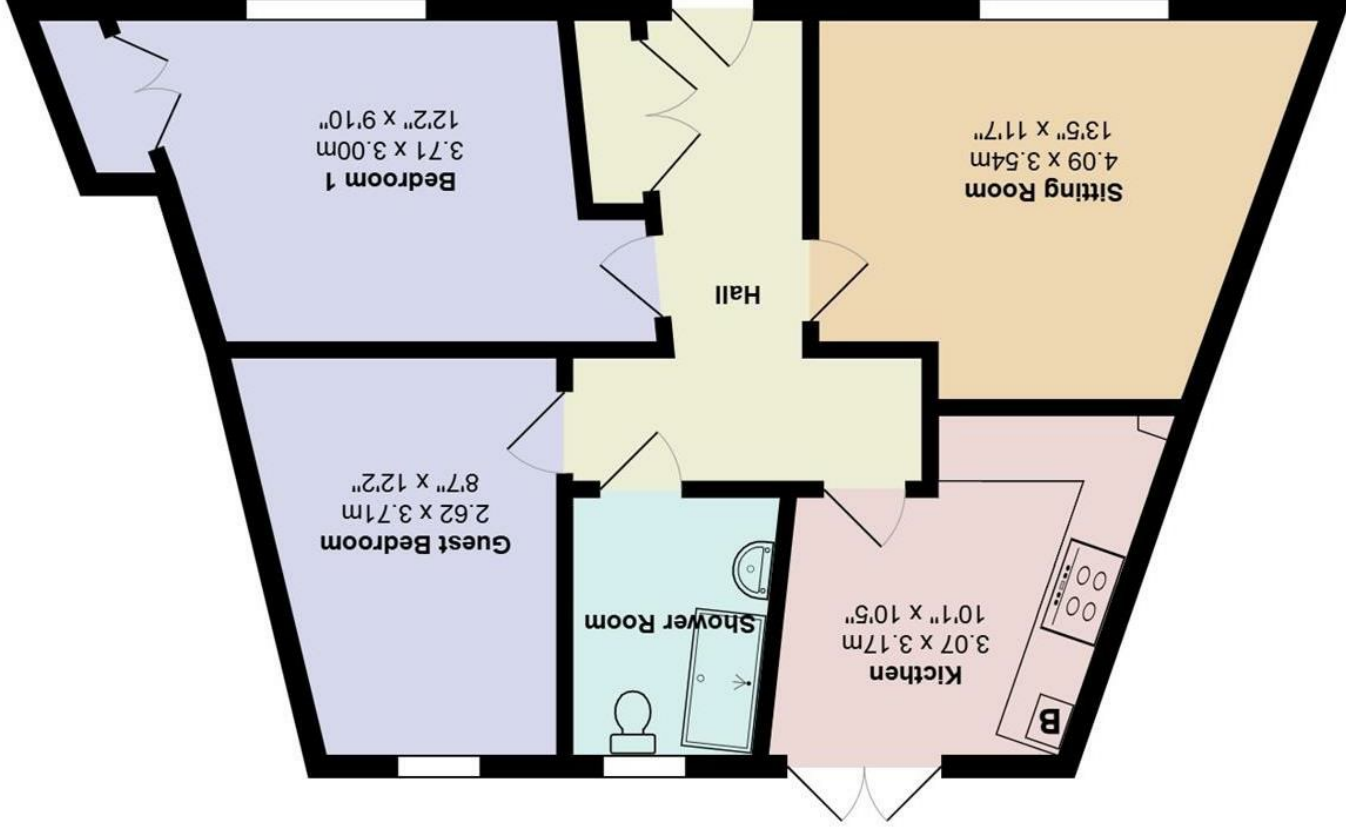 B
Kicthen
3.07 x 3.17m
10'1" x 10'5"
Shower Room
Guest Bedroom
2.62 x 3.71m
8'7" x 12'2"
Hall
Sitting Room
4.09 x 3.54m
13'5" x 11'7"
Bedroom 1
3.71 x 3.00m
12'2" x 9'10"